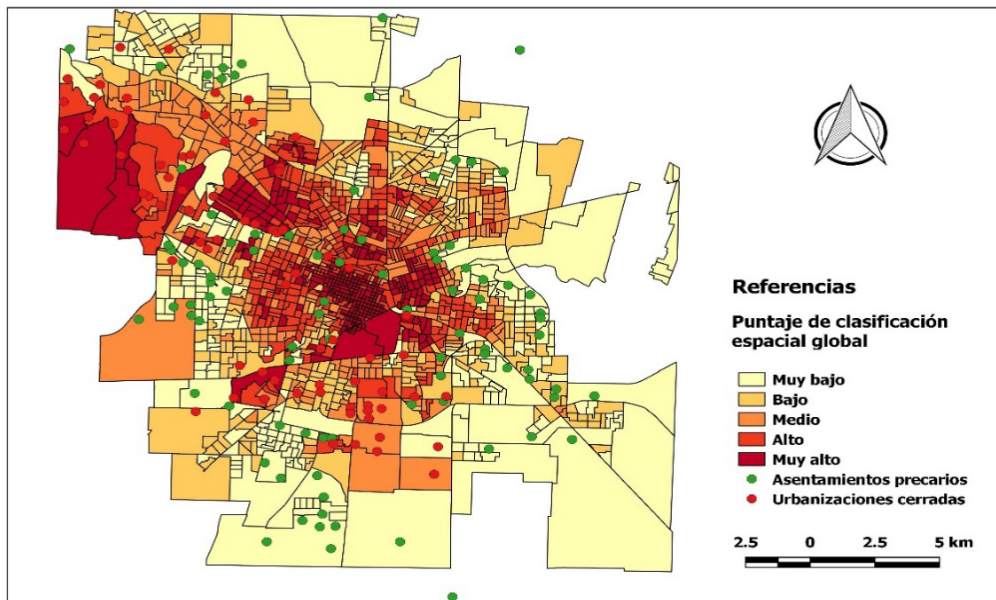 Referencias
Puntaje de clasificación
espacial global
Muy bajo
Bajo
Medio
Alto
Muy alto
Asentamientos precarios
Urbanizaciones cerradas
2.5 0 2.5 5 km